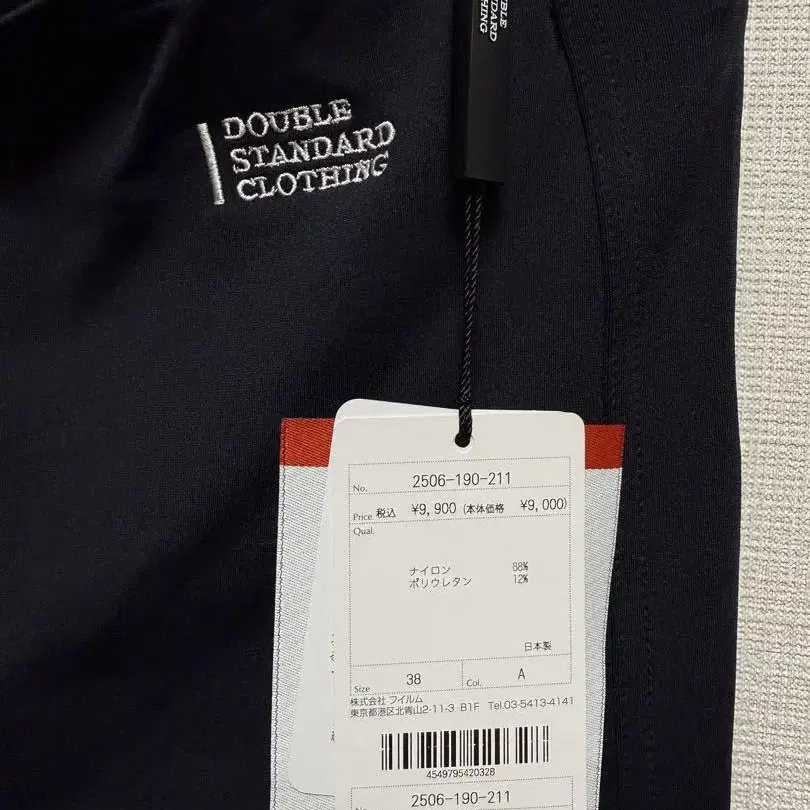 DOUBLE
STANDARD
CLOTHING
STANDARD
No. 2506-190-211
Price 税込 ¥9,900 (本体価格 ¥9,000)
Qual.
ナイロン 88%
ポリウレタン 12%
日本製
Size 38 Col. A
株式会社 フイルム
東京都港区北青山2-11-3 B1F Tel.03-5413-4141
4549795420328
No. 2506-190-211